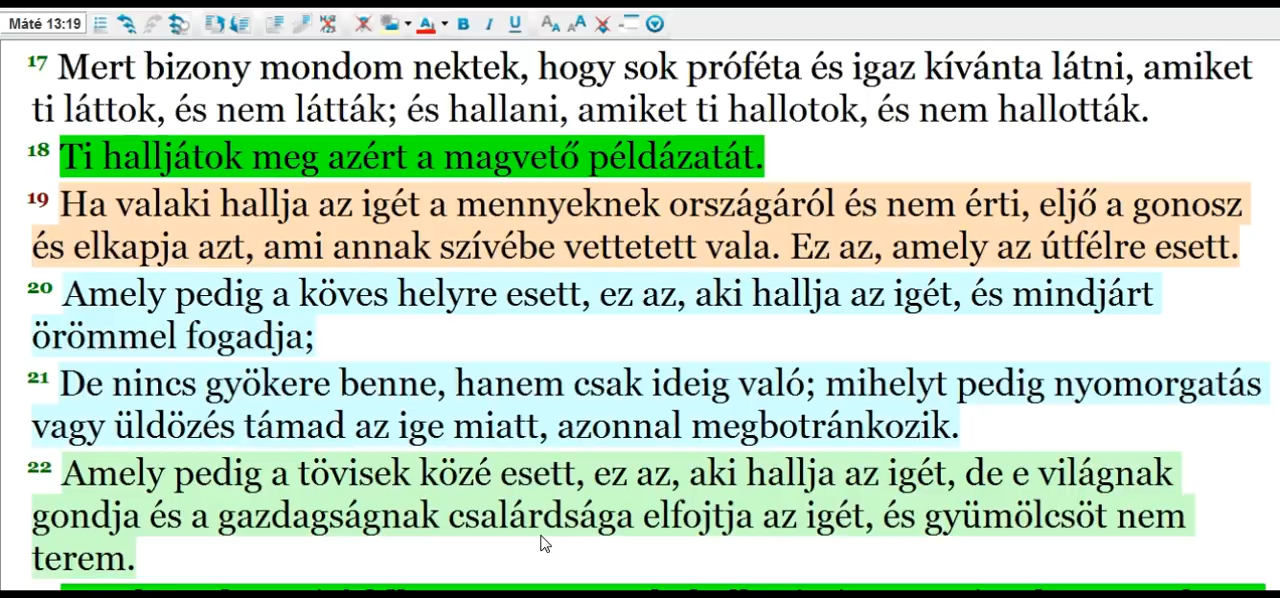 Máté 13:19
17 Mert bizony mondom nektek, hogy sok próféta és igaz kívánta látni, amiket
ti láttok, és nem látták; és hallani, amiket ti hallotok, és nem hallották.
18 Ti halljátok meg azért a magvető példázatát.
19 Ha valaki hallja az igét a mennyeknek országáról és nem érti, eljő a gonosz
és elkapja azt, ami annak szívébe vettetett vala. Ez az, amely az útfélre esett.
20 Amely pedig a köves helyre esett, ez az, aki hallja az igét, és mindjárt
örömmel fogadja;
21 De nincs gyökere benne, hanem csak ideig való; mihelyt pedig nyomorgatás
vagy üldözés támad az ige miatt, azonnal megbotránkozik.
22 Amely pedig a tövisek közé esett, ez az, aki hallja az igét, de e világnak
gondja és a gazdagságnak csalárdsága elfojtja az igét, és gyümölcsöt nem
terem.